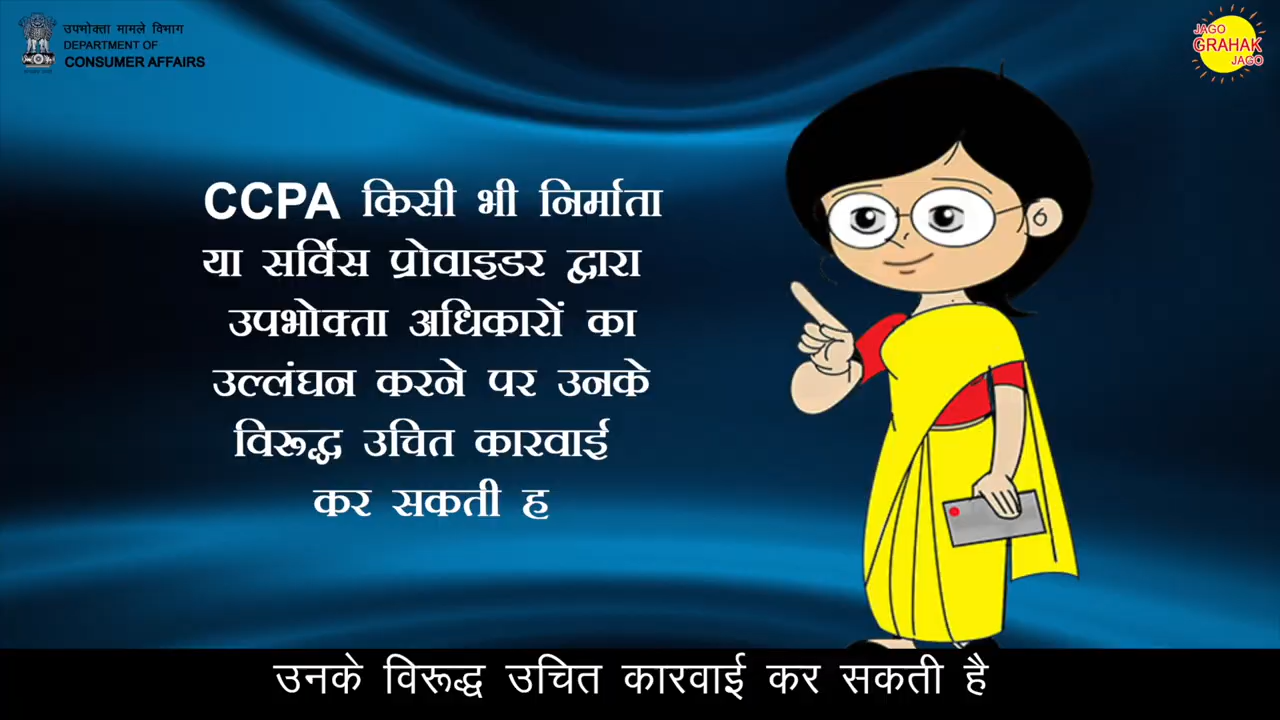 उपभोक्ता मामले विभाग
DEPARTMENT OF
CONSUMER AFFAIRS
JAGO
GRAHAK
JAGO
CCPA किसी भी निर्माता
या सर्विस प्रोवाइडर द्वारा
उपभोक्ता अधिकारों का
उल्लंघन करने पर उनके
विरूद्ध उचित कारवाई
कर सकती ह
उनके विरूद्ध उचित कारवाई कर सकती है